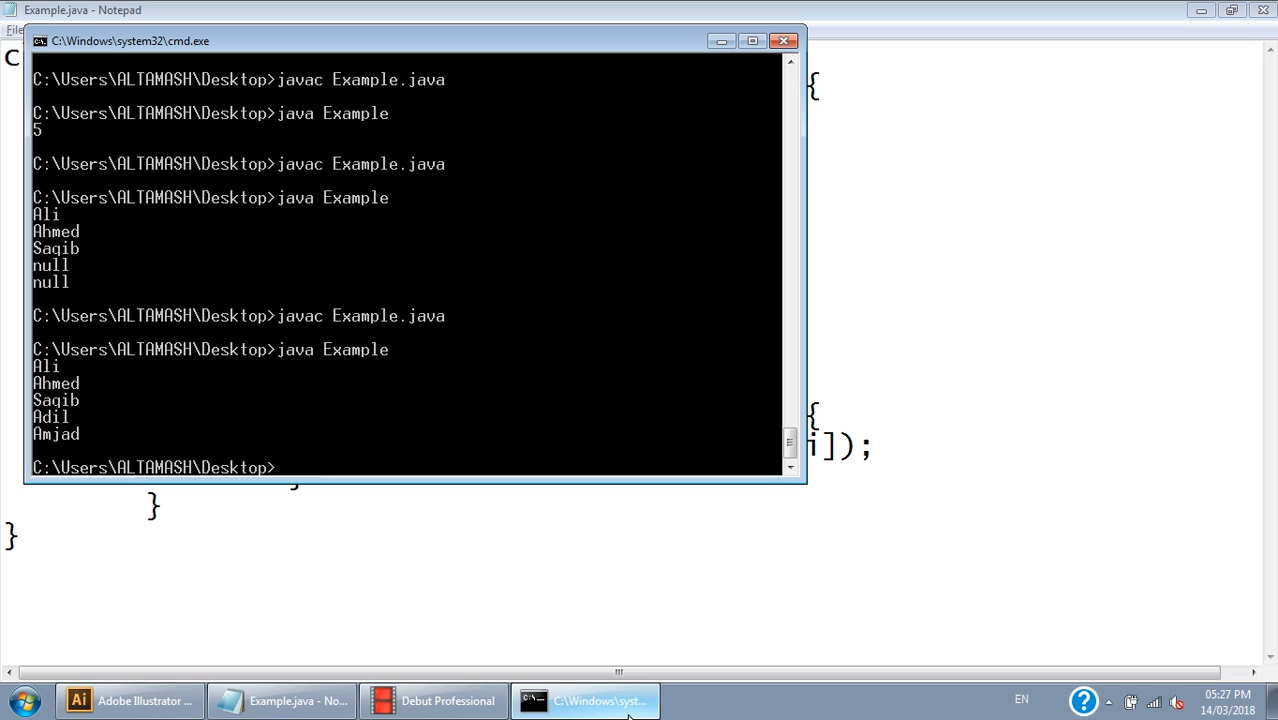 Example.java - Notepad
File
C:\Windows\system32\cmd.exe
c
{
C:\Users\ALTAMASH\Desktop>javac Example.java
C:\Users\ALTAMASH\Desktop>java Example
5
C:\Users\ALTAMASH\Desktop>javac Example.java
C:\Users\ALTAMASH\Desktop>java Example
Ali
Ahmed
Saqib
null
null
C:\Users\ALTAMASH\Desktop>javac Example.java
C:\Users\ALTAMASH\Desktop>java Example
Ali
Ahmed
Saqib
Adil
Amjad
C:\Users\ALTAMASH\Desktop>
{
i]);
}
}
Ai Adobe Illustrator ...
Example.java - No...
Debut Professional
C:\Windows\syst...
EN
05:27 PM
14/03/2018